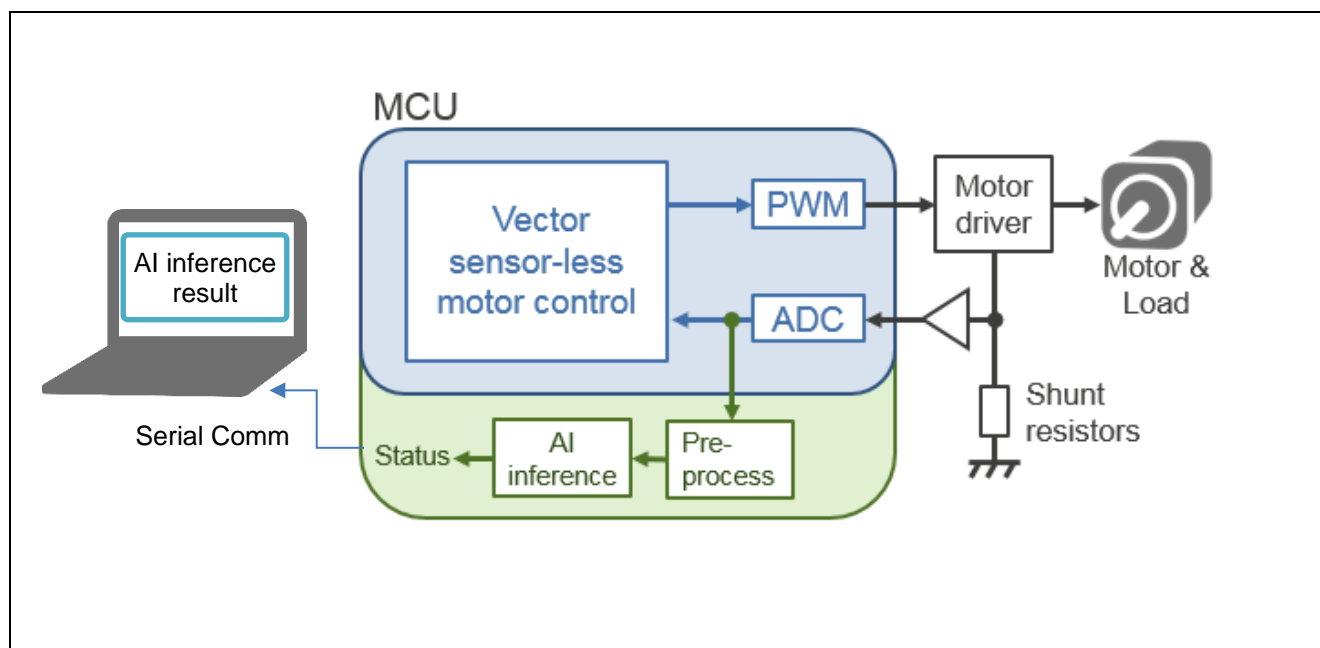 MCU
Vector
sensor-less
motor control
PWM
ADC
Motor
driver
Motor &
Load
Shunt
resistors
AI inference
result
Serial Comm
Status
AI
inference
Pre-
process